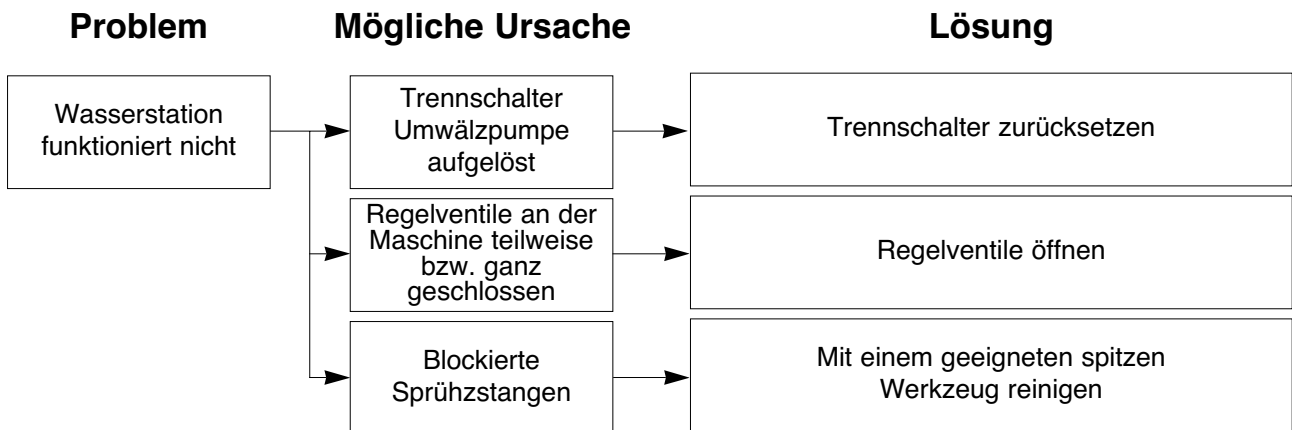 Problem
Mögliche Ursache
Lösung
Wasserstation
funktioniert nicht
Trennschalter
Umwälzpumpe
aufgelöst
Trennschalter zurücksetzen
Regelventile an der
Maschine teilweise
bzw. ganz
geschlossen
Regelventile öffnen
Blockierte
Sprühzstangen
Mit einem geeigneten spitzen
Werkzeug reinigen